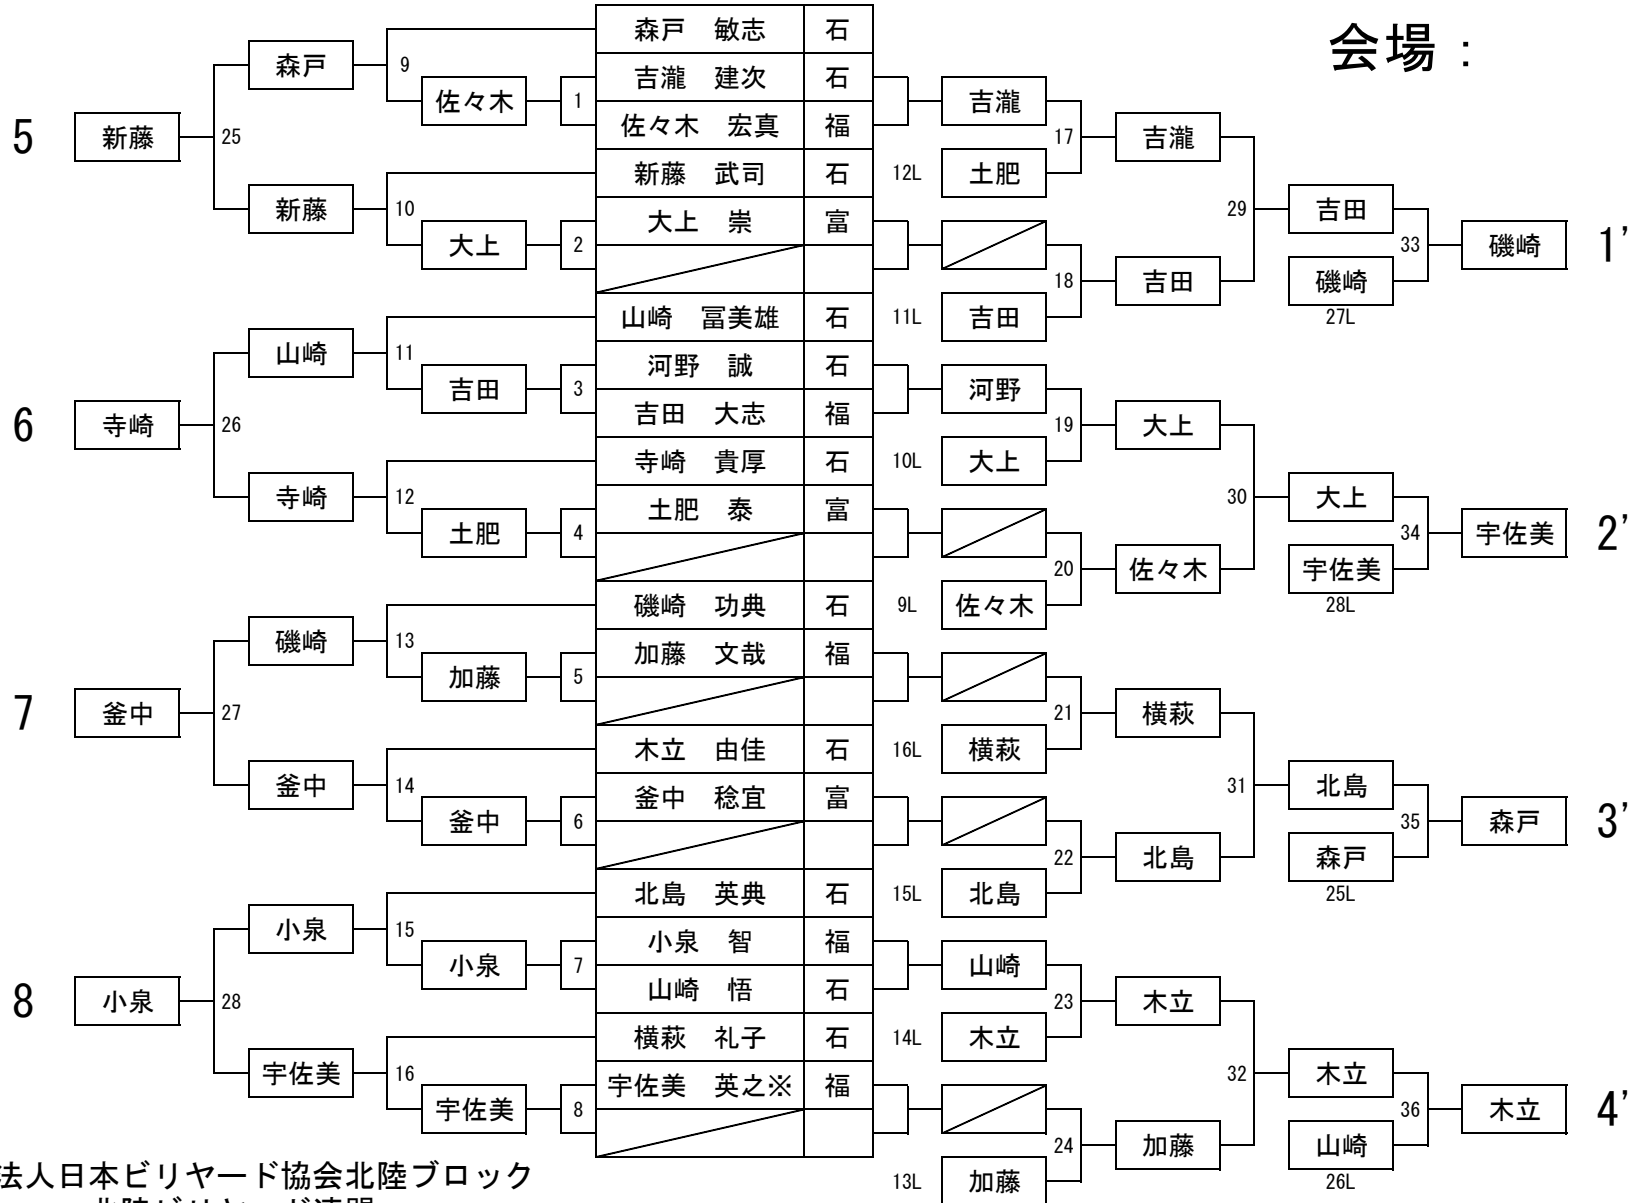 会場：
森戸　敏志 石
吉瀧　建次 石
佐々木　宏真 福
新藤　武司 石
大上　崇 富
山崎　冨美雄 石
河野　誠 石
吉田　大志 福
寺崎　貴厚 石
土肥　泰 富
磯崎　功典 石
加藤　文哉 福
木立　由佳 石
釜中　稔宜 富
北島　英典 石
小泉　智 福
山崎　悟 石
横萩　礼子 石
宇佐美　英之※ 福
5 新藤 25
森戸 9
佐々木 1
新藤 10
大上 2
6 寺崎 26
山崎 11
吉田 3
寺崎 12
土肥 4
7 釜中 27
磯崎 13
加藤 5
釜中 14
釜中 6
8 小泉 28
小泉 15
小泉 7
宇佐美 16
宇佐美 8
吉瀧 17 吉瀧
12L 土肥
29 吉田 33 磯崎 1’
18 吉田 磯崎
11L 吉田 27L
河野 19 大上
10L 大上
30 大上 34 宇佐美 2’
20 佐々木 宇佐美
9L 佐々木 28L
21 横萩
16L 横萩
31 北島 35 森戸 3’
22 北島 森戸
15L 北島 25L
山崎 23 木立
14L 木立
32 木立 36 木立 4’
24 加藤 山崎
13L 加藤 26L
法人日本ビリヤード協会北陸ブロック